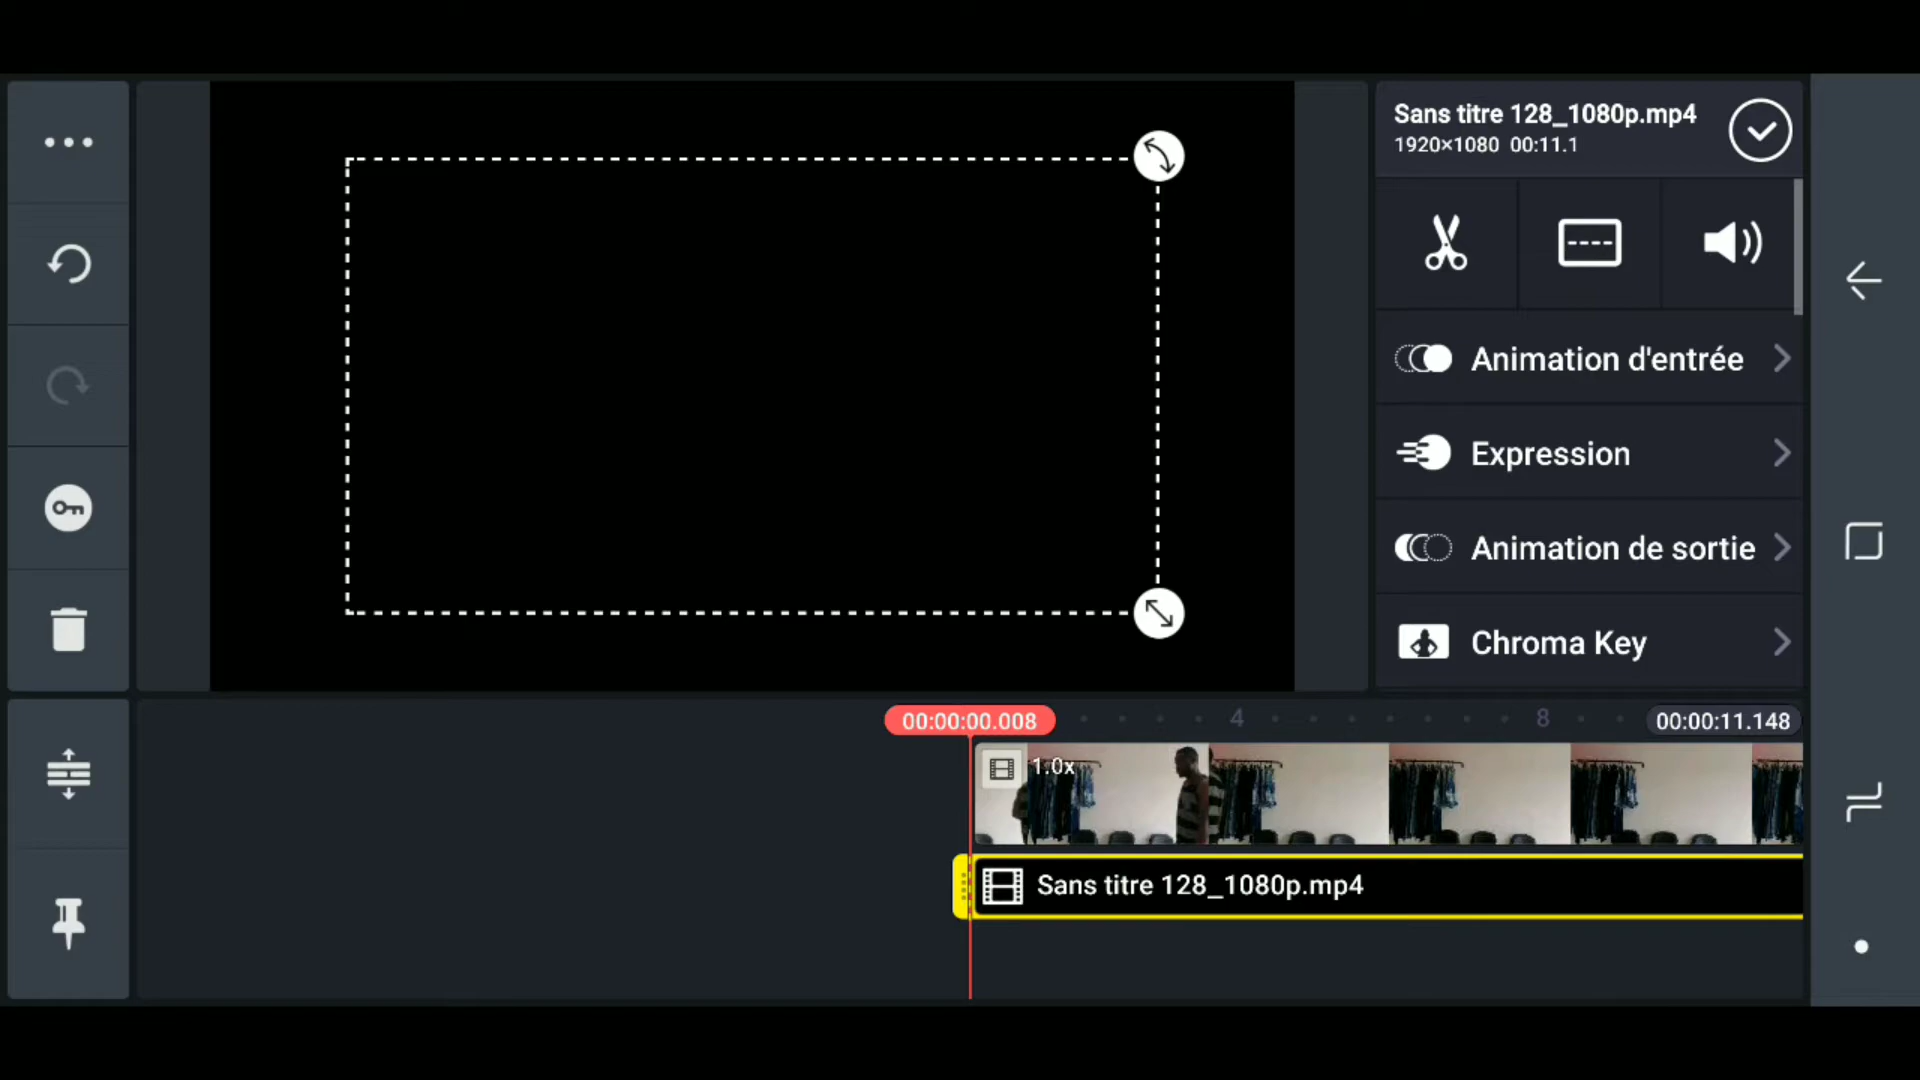 Sans titre 128_1080p.mp4
1920×1080 00:11.1
Animation d'entrée
Expression
Animation de sortie
Chroma Key
00:00:00.008
4
8
00:00:11.148
1.0x
Sans titre 128_1080p.mp4